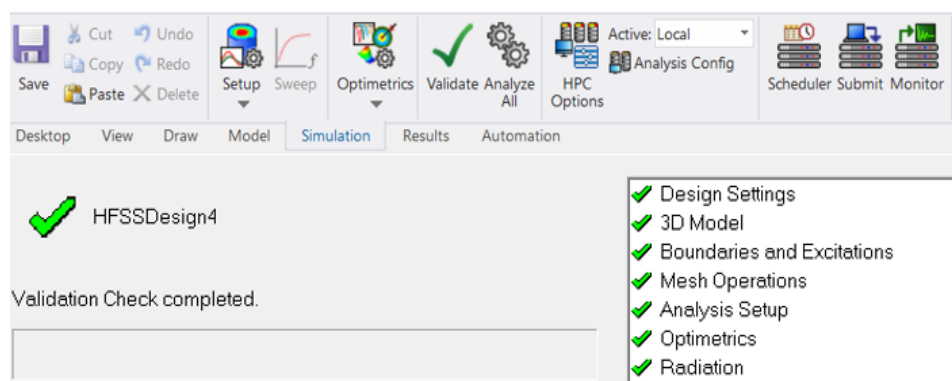 Save
Cut
Copy
Paste
Undo
Redo
Delete
Setup
Sweep
Optimetrics
Validate
Analyze
All
HPC
Options
Active: Local
Analysis Config
Scheduler
Submit
Monitor
Desktop View Draw Model Simulation Results Automation
HFSSDesign4
Validation Check completed.
Design Settings
3D Model
Boundaries and Excitations
Mesh Operations
Analysis Setup
Optimetrics
Radiation